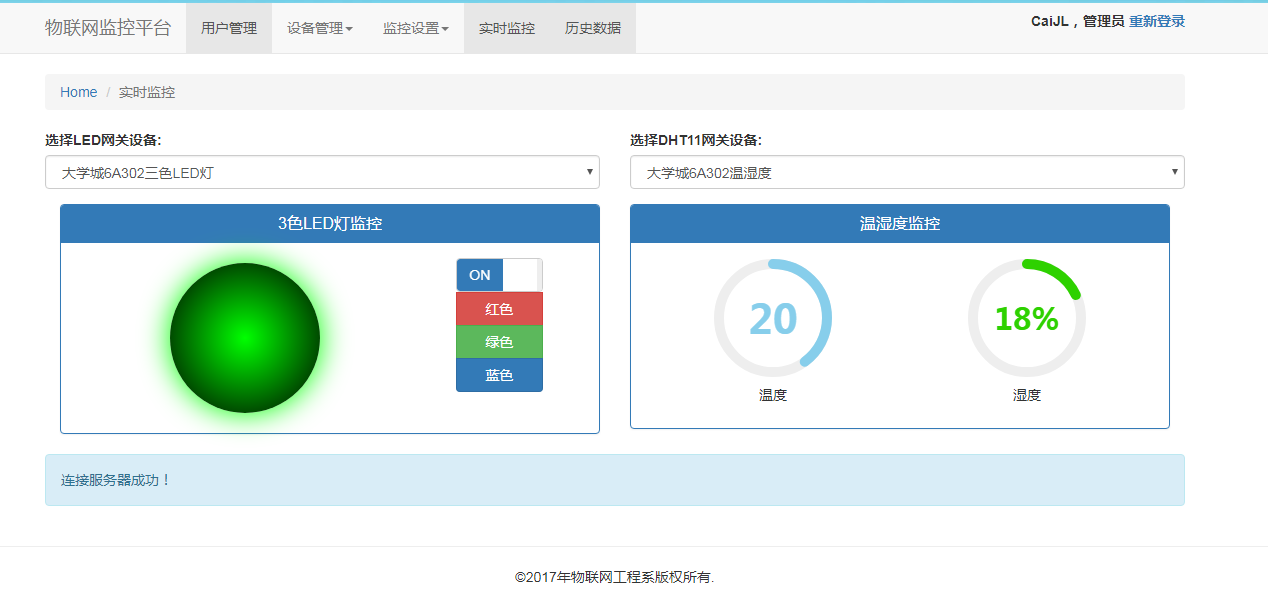 物联网监控平台 用户管理 设备管理 监控设置 实时监控 历史数据 CaiJL，管理员 重新登录
Home / 实时监控
选择LED网关设备: 选择DHT11网关设备:
大学城6A302三色LED灯 大学城6A302温湿度
3色LED灯监控 温湿度监控
ON
红色
绿色
蓝色
20 18%
温度 湿度
连接服务器成功！
©2017年物联网工程系版权所有.